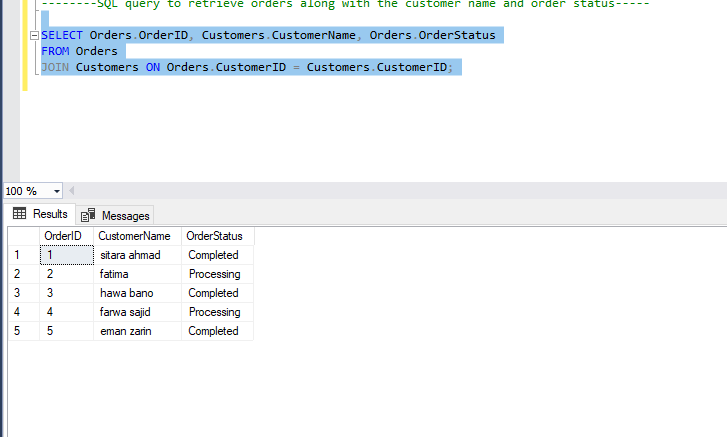 --------SQL query to retrieve orders along with the customer name and order status-----
SELECT Orders.OrderID, Customers.CustomerName, Orders.OrderStatus
FROM Orders
JOIN Customers ON Orders.CustomerID = Customers.CustomerID;
100 %
Results Messages
OrderID CustomerName OrderStatus
1 1 sitara ahmad Completed
2 2 fatima Processing
3 3 hawa bano Completed
4 4 farwa sajid Processing
5 5 eman zarin Completed